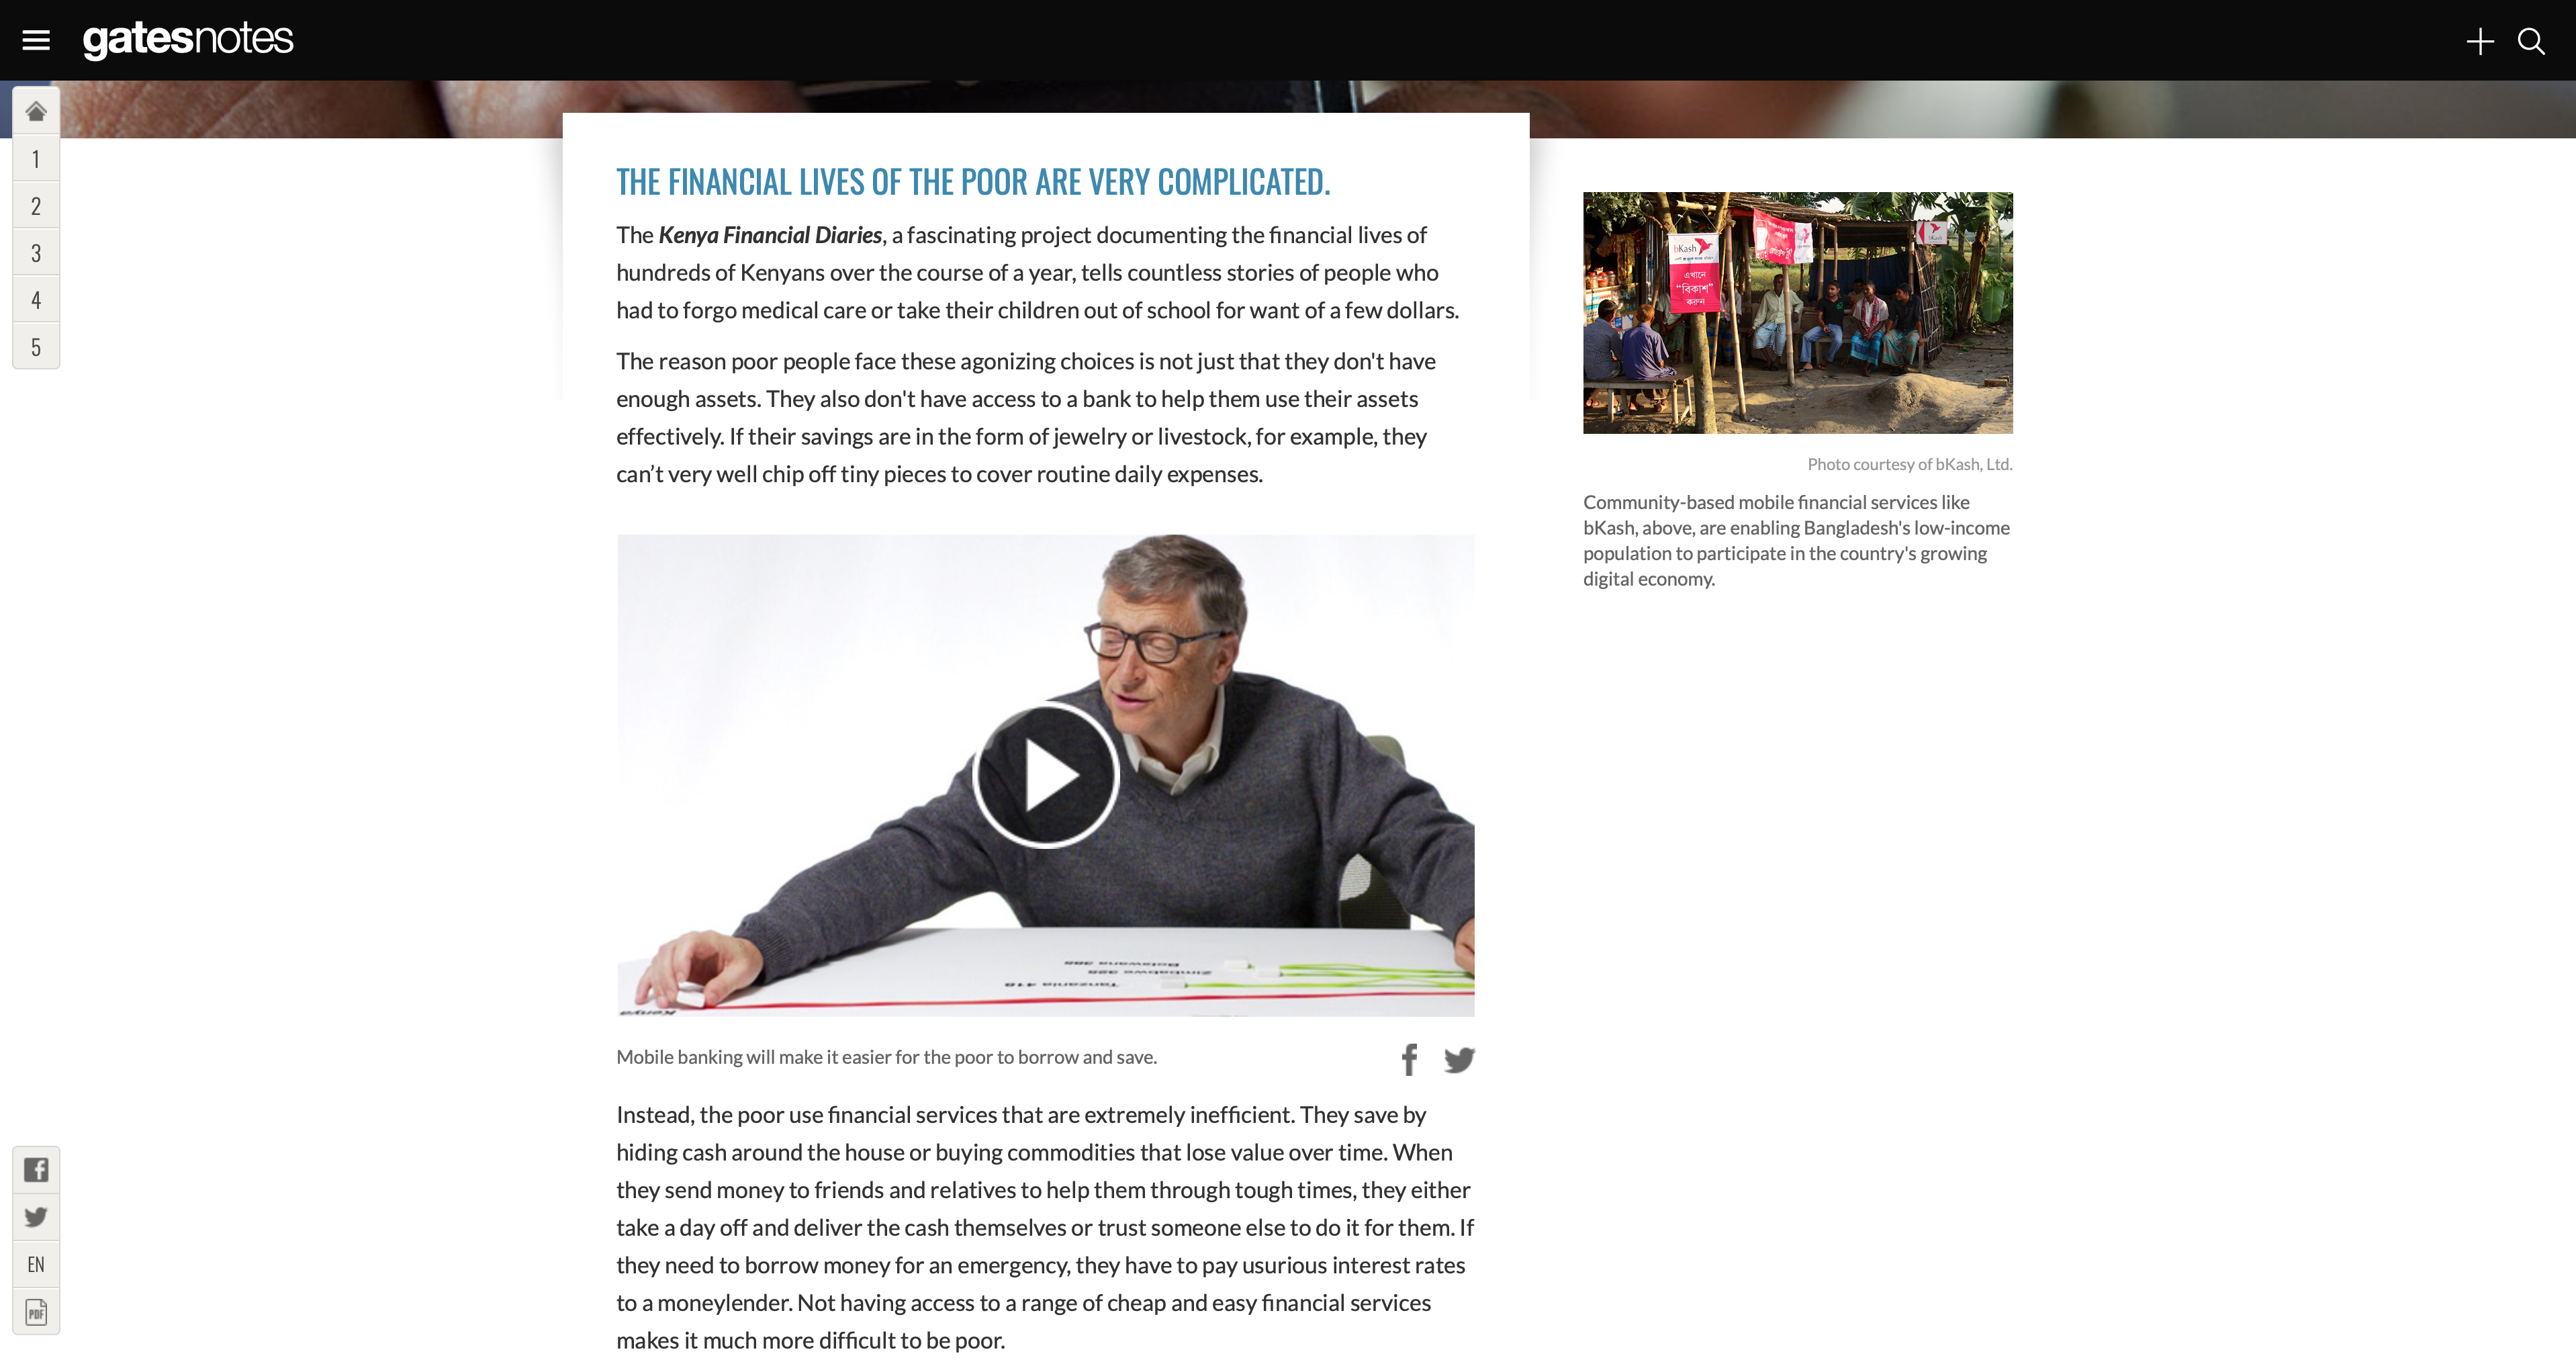 gatesnotes
1
2
3
4
5
THE FINANCIAL LIVES OF THE POOR ARE VERY COMPLICATED.
The Kenya Financial Diaries, a fascinating project documenting the financial lives of
hundreds of Kenyans over the course of a year, tells countless stories of people who
had to forgo medical care or take their children out of school for want of a few dollars.
The reason poor people face these agonizing choices is not just that they don't have
enough assets. They also don't have access to a bank to help them use their assets
effectively. If their savings are in the form of jewelry or livestock, for example, they
can’t very well chip off tiny pieces to cover routine daily expenses.
Botswana
Zimbabwe
Tanzania 416
Kenya
Mobile banking will make it easier for the poor to borrow and save.
Instead, the poor use financial services that are extremely inefficient. They save by
hiding cash around the house or buying commodities that lose value over time. When
they send money to friends and relatives to help them through tough times, they either
take a day off and deliver the cash themselves or trust someone else to do it for them. If
they need to borrow money for an emergency, they have to pay usurious interest rates
to a moneylender. Not having access to a range of cheap and easy financial services
makes it much more difficult to be poor.
bKash
এখানে
“বিকাশ”
করুন
bKash
Photo courtesy of bKash, Ltd.
Community-based mobile financial services like
bKash, above, are enabling Bangladesh's low-income
population to participate in the country's growing
digital economy.
EN
PDF